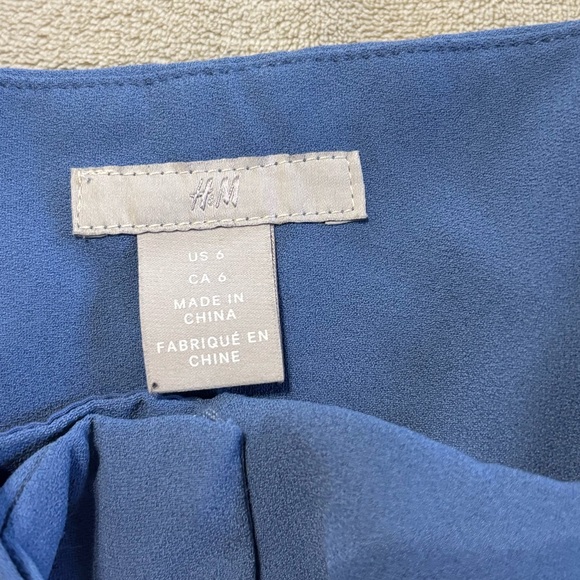 H&M
US 6
CA 6
MADE IN
CHINA
FABRIQUÉ EN
CHINE